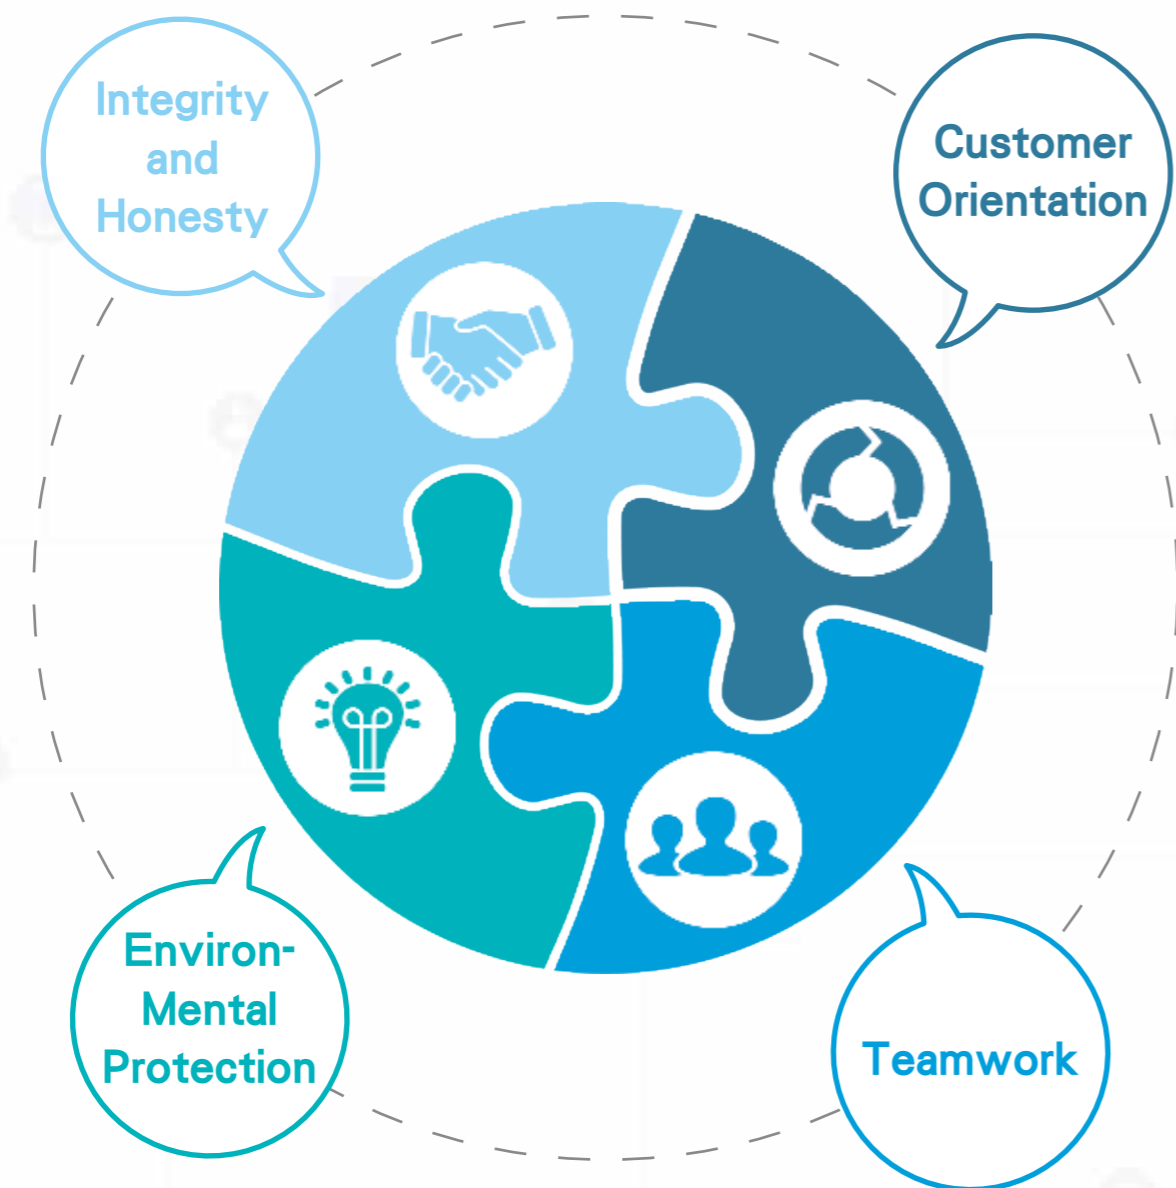 Integrity
and
Honesty
Customer
Orientation
Environ-
Mental
Protection
Teamwork